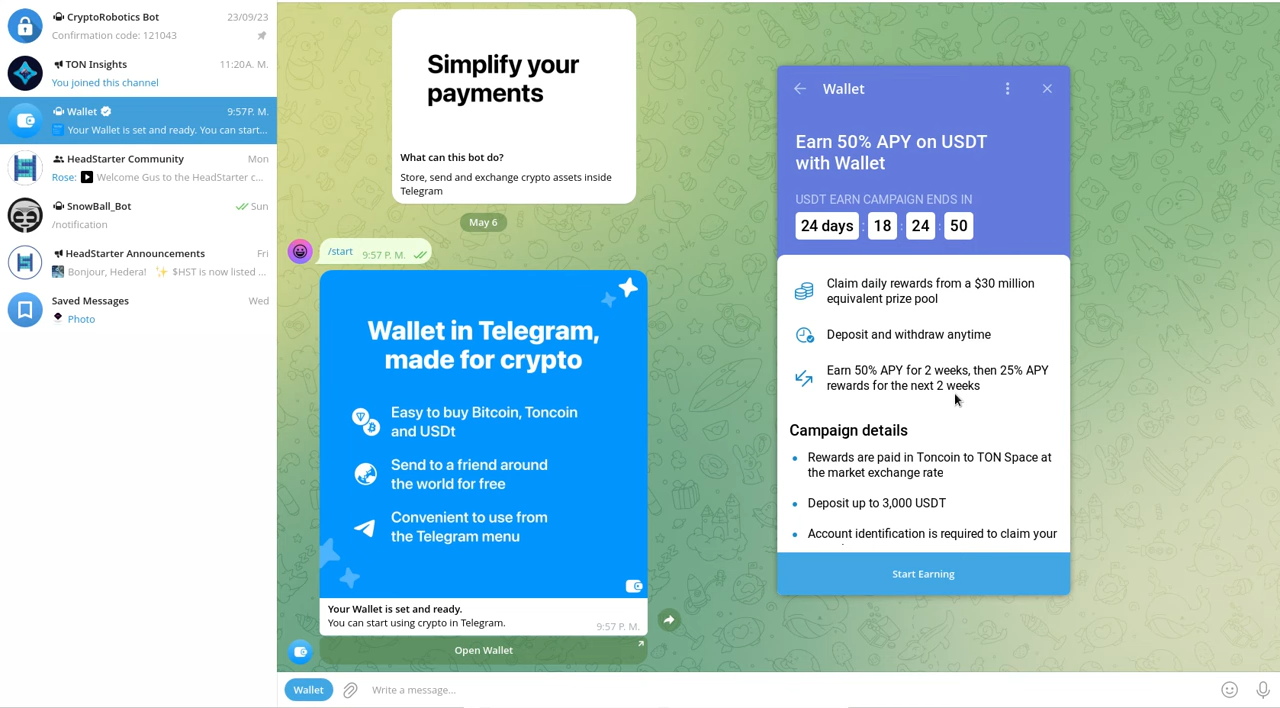 CryptoRobotics Bot 23/09/23
Confirmation code: 121043
TON Insights 11:20 A. M.
You joined this channel
Wallet 9:57 P. M.
Your Wallet is set and ready. You can start...
HeadStarter Community Mon
Rose: Welcome Gus to the HeadStarter c...
SnowBall_Bot Sun
/notification
HeadStarter Announcements Fri
Bonjour, Hedera! $HST is now listed ...
Saved Messages Wed
Photo
Simplify your
payments
What can this bot do?
Store, send and exchange crypto assets inside
Telegram
May 6
/start 9:57 P. M.
Wallet in Telegram,
made for crypto
Easy to buy Bitcoin, Toncoin
and USDt
Send to a friend around
the world for free
Convenient to use from
the Telegram menu
Your Wallet is set and ready.
You can start using crypto in Telegram.
9:57 P. M.
Open Wallet
Wallet Write a message...
Wallet
Earn 50% APY on USDT
with Wallet
USDT EARN CAMPAIGN ENDS IN
24 days : 18 : 24 : 50
Claim daily rewards from a $30 million
equivalent prize pool
Deposit and withdraw anytime
Earn 50% APY for 2 weeks, then 25% APY
rewards for the next 2 weeks
Campaign details
• Rewards are paid in Toncoin to TON Space at
the market exchange rate
• Deposit up to 3,000 USDT
• Account identification is required to claim your
Start Earning